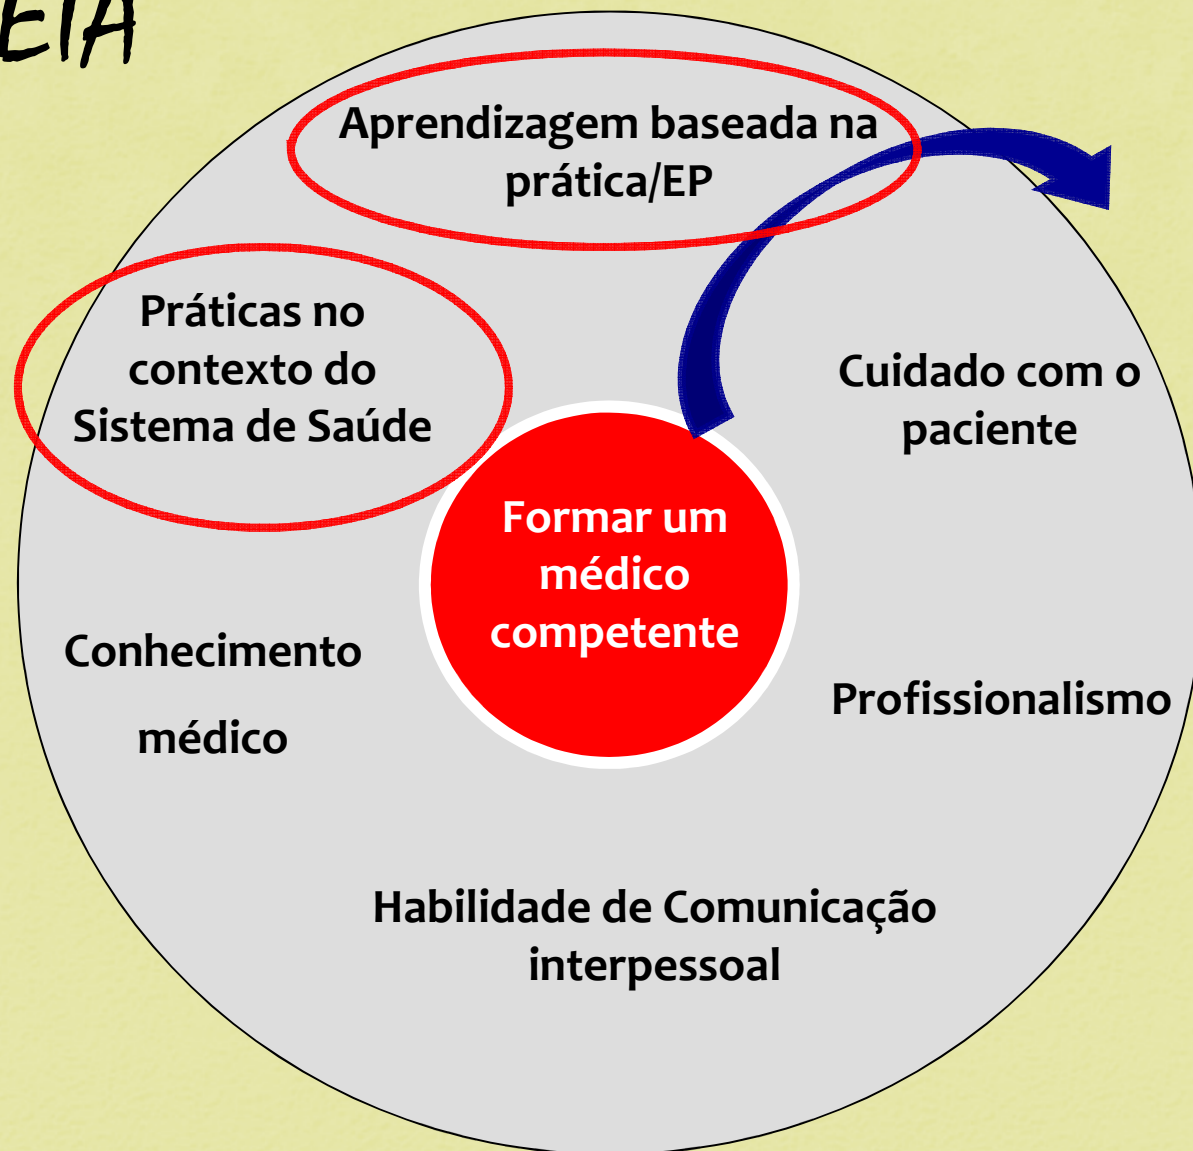 Aprendizagem baseada na
prática/EP
Práticas no
contexto do
Sistema de Saúde
Cuidado com o
paciente
Formar um
médico
competente
Conhecimento
médico
Profissionalismo
Habilidade de Comunicação
interpessoal